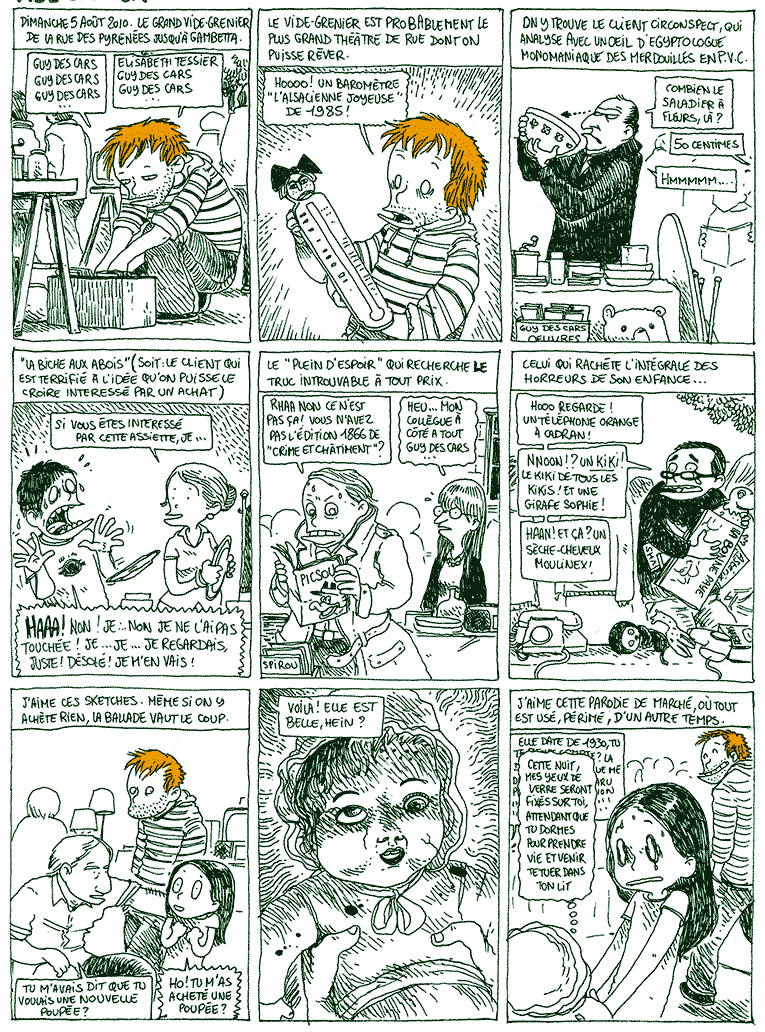 DIMANCHE 5 AOÛT 2010. LE GRAND VIDE-GRENIER
DE LA RUE DES PYRÉNÉES JUSQU'À GAMBETTA.
GUY DES CARS
GUY DES CARS
GUY DES CARS
...
ELISABETH TESSIER
GUY DES CARS
GUY DES CARS
...
LE VIDE-GRENIER EST PROBÀBLEMENT LE
PLUS GRAND THÉÂTRE DE RUE DONT ON
PUISSE RÊVER.
HOOOO! UN BAROMÈTRE
"L'ALSACIENNE JOYEUSE"
DE 1985!
ON Y TROUVE LE CLIENT CIRCONSPECT, QUI
ANALYSE AVEC UN OEIL D'EGYPTOLOGUE
MONOMANIAQUE DES MERDOUILLES EN P.V.C.
COMBIEN
LE
SALADIER À
FLEURS, LÀ?
50 CENTIMES
HMMMMM...
GUY DES CARS
OEUVRES
"LA BICHE AUX ABOIS" (SOIT: LE CLIENT QUI
EST TERRIFIÉ À L'IDÉE QU'ON PUISSE LE
CROIRE INTERESSÉ PAR UN ACHAT)
SI VOUS ÊTES INTERESSÉ
PAR CETTE ASSIETTE, JE...
HAAA! NON! JE... NON JE NE L'AI PAS
TOUCHÉE! JE... JE... JE REGARDAIS,
JUSTE! DÉSOLÉ! JE M'EN VAIS!
LE "PLEIN D'ESPOIR" QUI RECHERCHE LE
TRUC INTROUVABLE À TOUT PRIX.
RHAA NON CE N'EST
PAS ÇA! VOUS N'AVEZ
PAS L'ÉDITION 1866 DE
"CRIME ET CHÂTIMENT"?
HEU... MON
COLLÈGUE
À CÔTÉ A TOUT
GUY DES CARS
...
PICSOU
SPIROU
CELUI QUI RACHÈTE L'INTÉGRALE DES
HORREURS DE SON ENFANCE...
HOOO REGARDE!
UN TÉLÉPHONE ORANGE
À CADRAN!
NNOON!? UN KIKI!
LE KIKI DE TOUS LES
KIKIS! ET UNE
GIRAFE SOPHIE!
HAAN! ET ÇA? UN
SÈCHE-CHEVEUX
MOULINEX!
J'AIME CES SKETCHES. MÊME SI ON Y
ACHÈTE RIEN, LA BALLADE VAUT LE COUP.
TU M'AVAIS DIT QUE TU
VOULAIS UNE NOUVELLE
POUPÉE?
HO! TU M'AS
ACHETÉ UNE
POUPÉE?
VOILÀ! ELLE EST
BELLE, HEIN?
J'AIME CETTE PARODIE DE MARCHÉ, OÙ TOUT
EST USÉ, PÉRIMÉ, D'UN AUTRE TEMPS.
ELLE DATE DE 1930, TU
CETTE NUIT,
MES YEUX DE
VERRE SERONT
FIXÉS SUR TOI,
ATTENDANT QUE
TU DORMES
POUR PRENDRE
VIE ET VENIR
TE TUER DANS
TON LIT